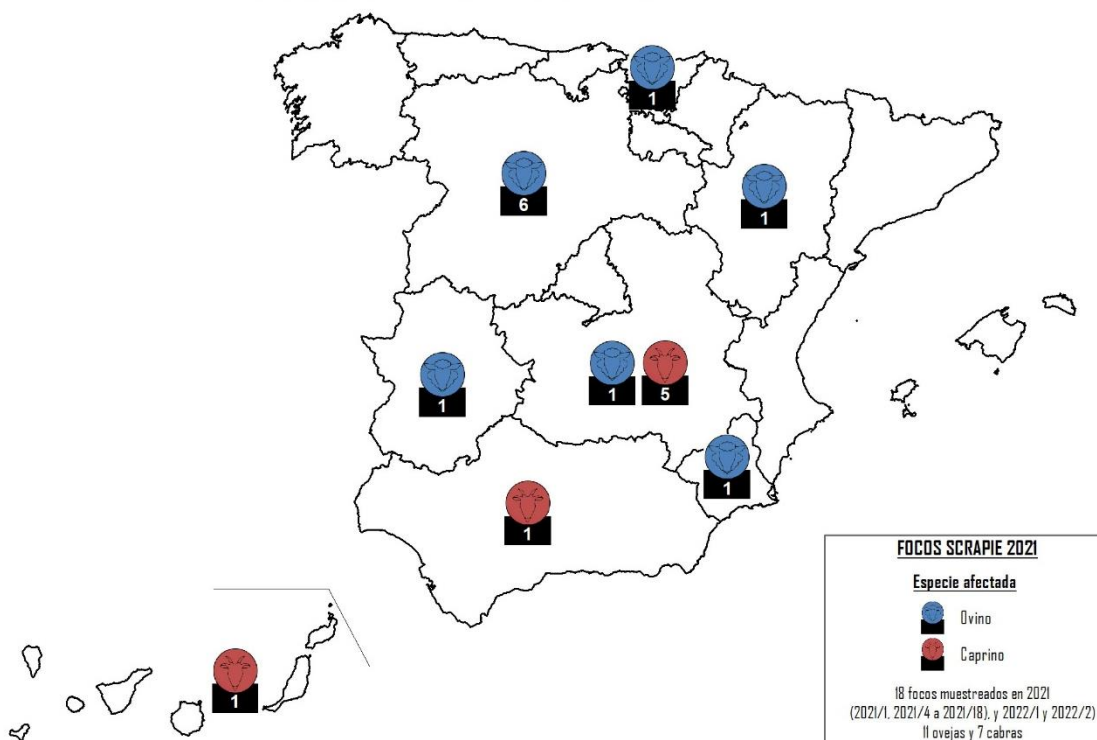 1
6
1
1
1
5
1
1
1
FOCOS SCRAPIE 2021
Especie afectada
Ovino
Caprino
18 focos muestreados en 2021
(2021/1, 2021/4 a 2021/18), y 2022/1 y 2022/2)
11 ovejas y 7 cabras